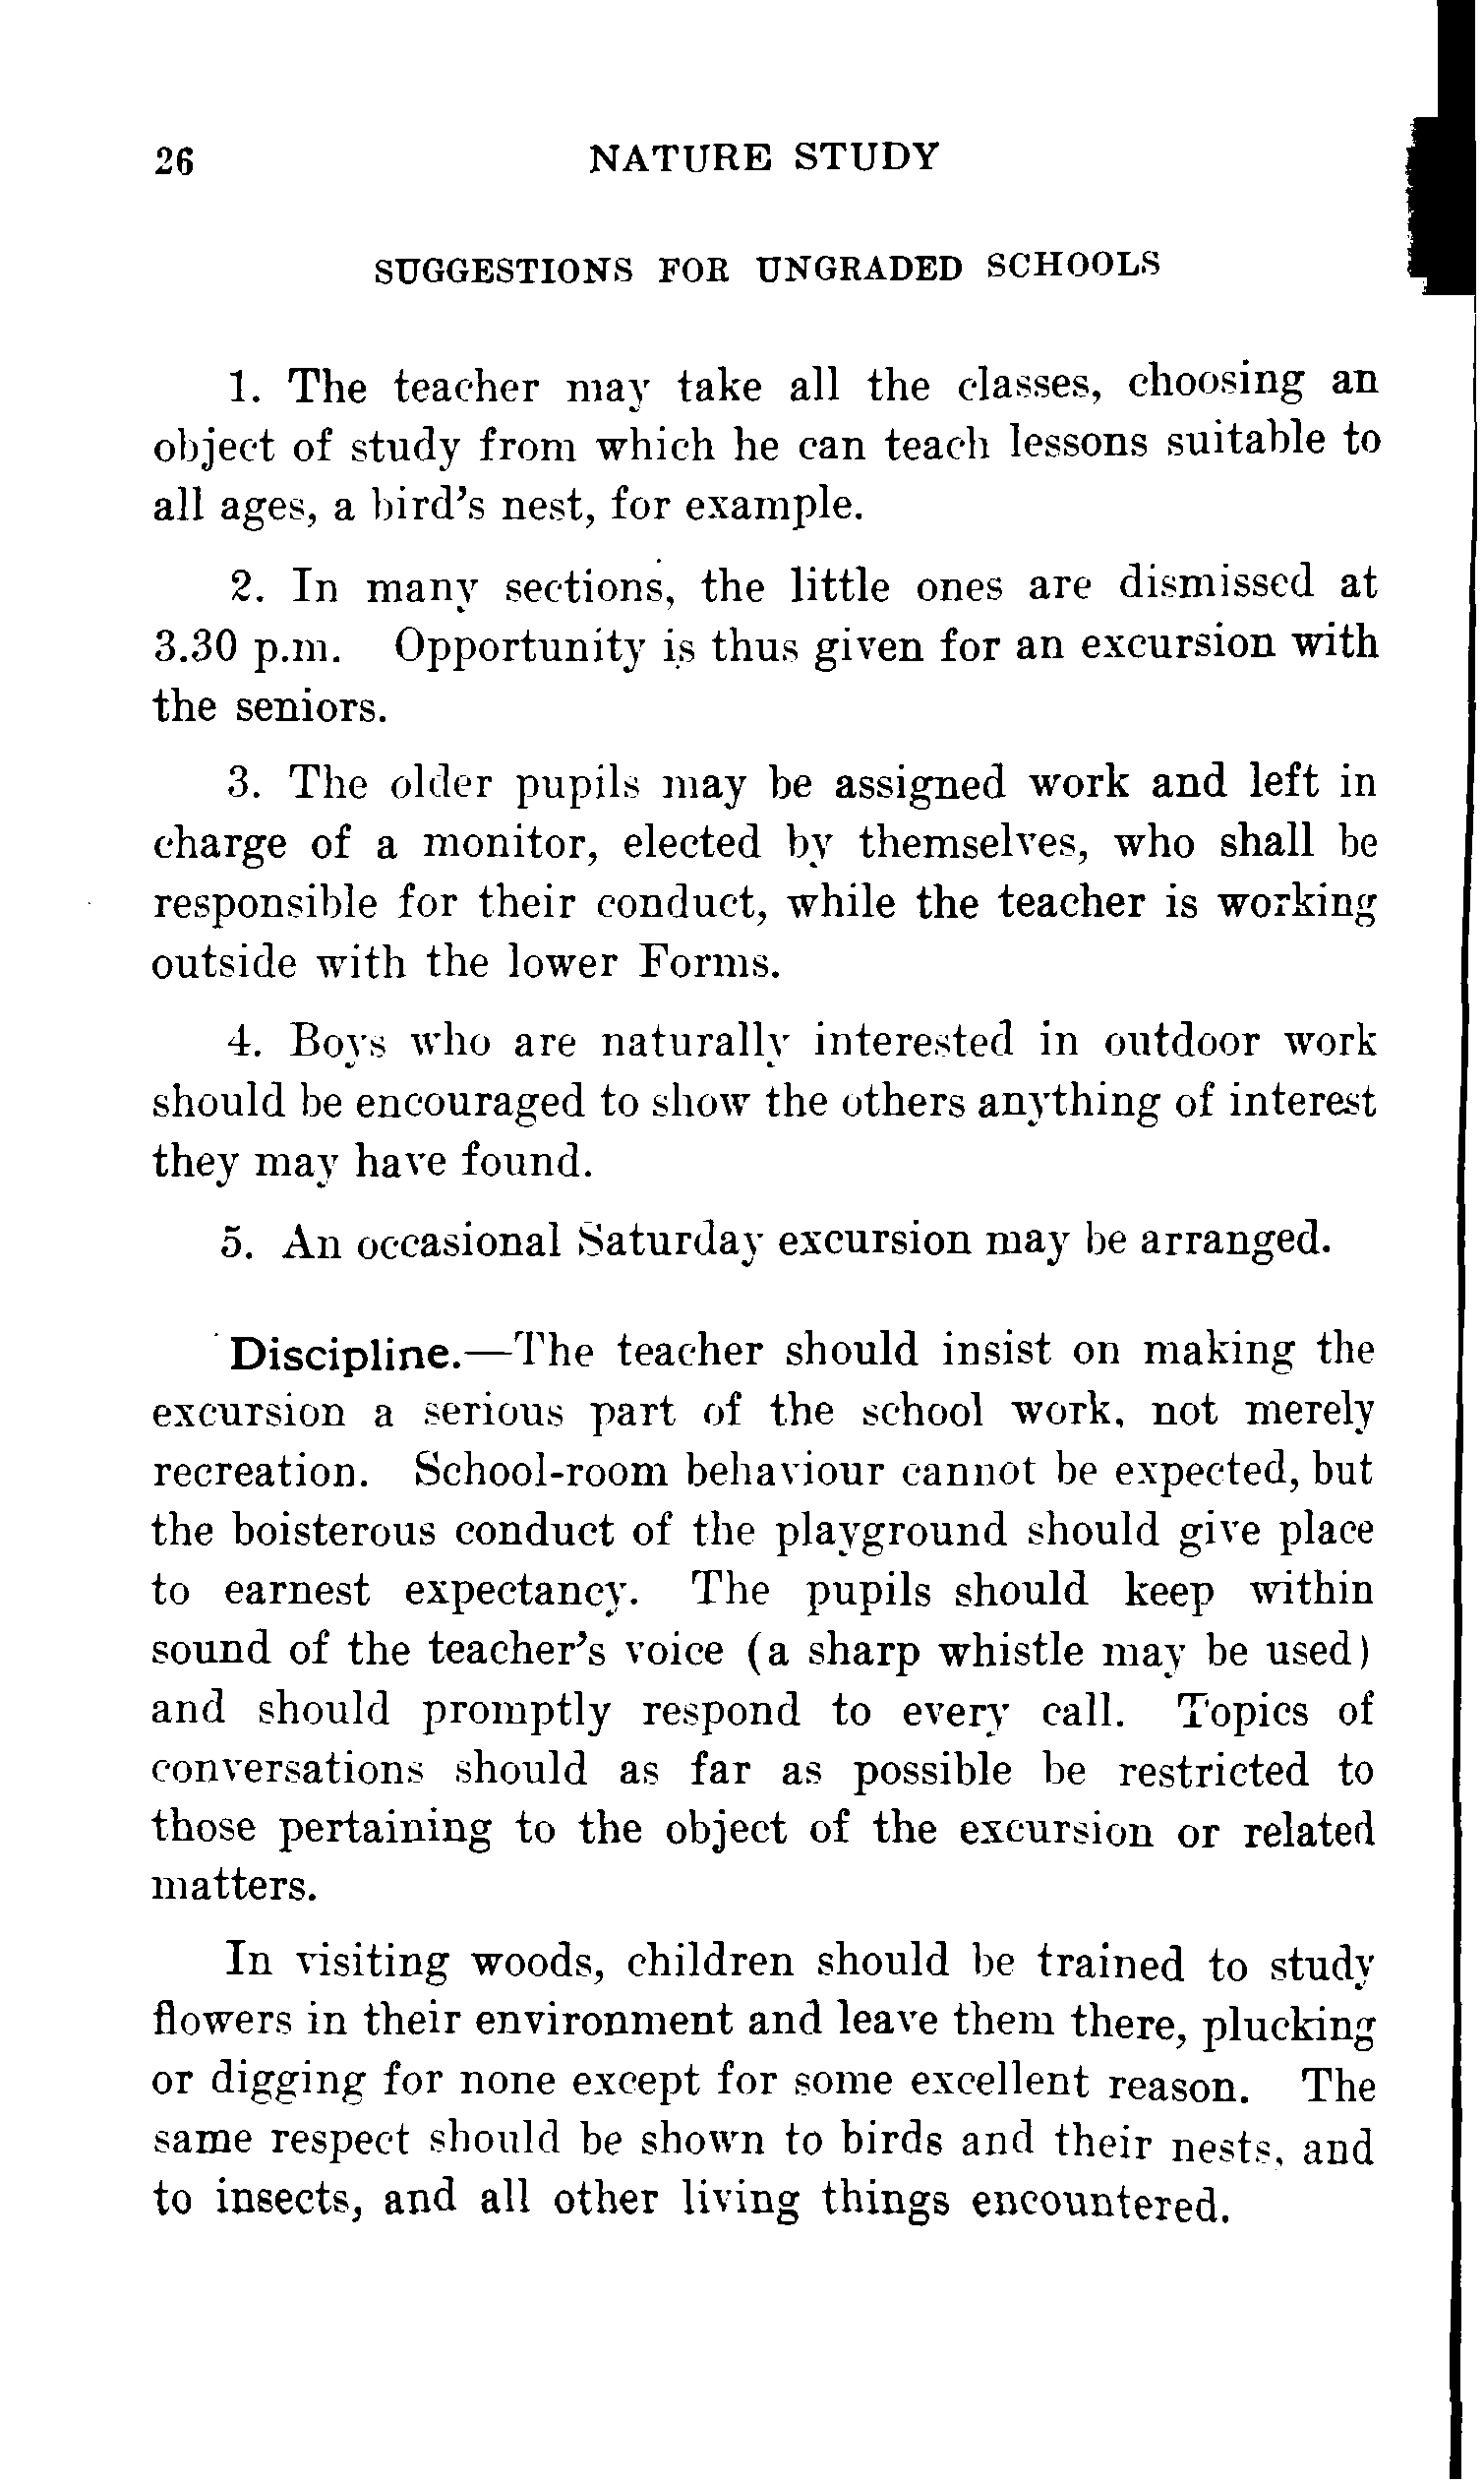 26 NATURE STUDY
SUGGESTIONS FOR UNGRADED SCHOOLS
1. The teacher may take all the classes, choosing an
object of study from which he can teach lessons suitable to
all ages, a bird's nest, for example.
2. In many sections, the little ones are dismissed at
3.30 p.m. Opportunity is thus given for an excursion with
the seniors.
3. The older pupils may be assigned work and left in
charge of a monitor, elected by themselves, who shall be
responsible for their conduct, while the teacher is working
outside with the lower Forms.
4. Boys who are naturally interested in outdoor work
should be encouraged to show the others anything of interest
they may have found.
5. An occasional Saturday excursion may be arranged.
Discipline.—The teacher should insist on making the
excursion a serious part of the school work, not merely
recreation. School-room behaviour cannot be expected, but
the boisterous conduct of the playground should give place
to earnest expectancy. The pupils should keep within
sound of the teacher's voice (a sharp whistle may be used)
and should promptly respond to every call. Topics of
conversations should as far as possible be restricted to
those pertaining to the object of the excursion or related
matters.
In visiting woods, children should be trained to study
flowers in their environment and leave them there, plucking
or digging for none except for some excellent reason. The
same respect should be shown to birds and their nests, and
to insects, and all other living things encountered.